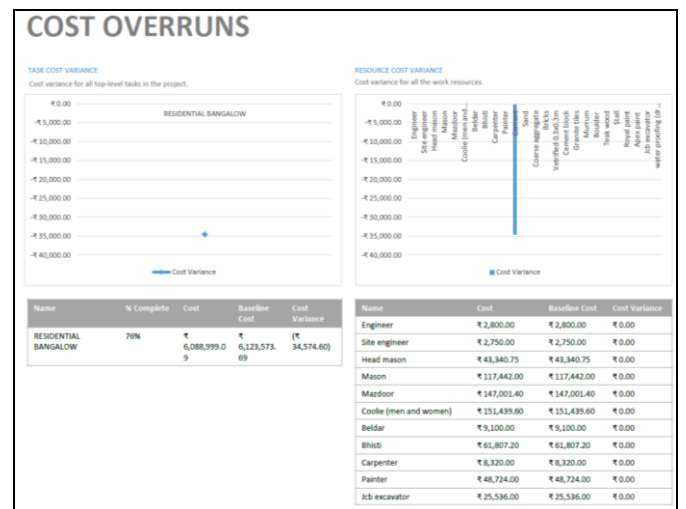 COST OVERRUNS
TASK COST VARIANCE
Cost variance for all top-level tasks in the project.
₹ 0.00
-₹ 5,000.00
-₹ 10,000.00
-₹ 15,000.00
-₹ 20,000.00
-₹ 25,000.00
-₹ 30,000.00
-₹ 35,000.00
-₹ 40,000.00
RESIDENTIAL BANGALOW
Cost Variance
Name % Complete Cost Baseline Cost Cost Variance
RESIDENTIAL BANGALOW 76% ₹ 6,088,999.09 ₹ 6,123,573.69 (₹ 34,574.60)
RESOURCE COST VARIANCE
Cost variance for all the work resources.
₹ 0.00
-₹ 5,000.00
-₹ 10,000.00
-₹ 15,000.00
-₹ 20,000.00
-₹ 25,000.00
-₹ 30,000.00
-₹ 35,000.00
-₹ 40,000.00
Engineer
Site engineer
Head mason
Mason
Mazdoor
Coolie (men and...
Beldar
Bhisti
Carpenter
Painter
Sand
Coarse aggregate
Bricks
Vetrified 0.3x0.3m
Cement block
Granite tiles
Murrum
Boulder
Teak wood
Royal paint
Apex paint
Jcb excavator
water proofing (dr...
Cost Variance
Name Cost Baseline Cost Cost Variance
Engineer ₹ 2,800.00 ₹ 2,800.00 ₹ 0.00
Site engineer ₹ 2,750.00 ₹ 2,750.00 ₹ 0.00
Head mason ₹ 43,340.75 ₹ 43,340.75 ₹ 0.00
Mason ₹ 117,442.00 ₹ 117,442.00 ₹ 0.00
Mazdoor ₹ 147,001.40 ₹ 147,001.40 ₹ 0.00
Coolie (men and women) ₹ 151,439.60 ₹ 151,439.60 ₹ 0.00
Beldar ₹ 9,100.00 ₹ 9,100.00 ₹ 0.00
Bhisti ₹ 61,807.20 ₹ 61,807.20 ₹ 0.00
Carpenter ₹ 8,320.00 ₹ 8,320.00 ₹ 0.00
Painter ₹ 48,724.00 ₹ 48,724.00 ₹ 0.00
Jcb excavator ₹ 25,536.00 ₹ 25,536.00 ₹ 0.00